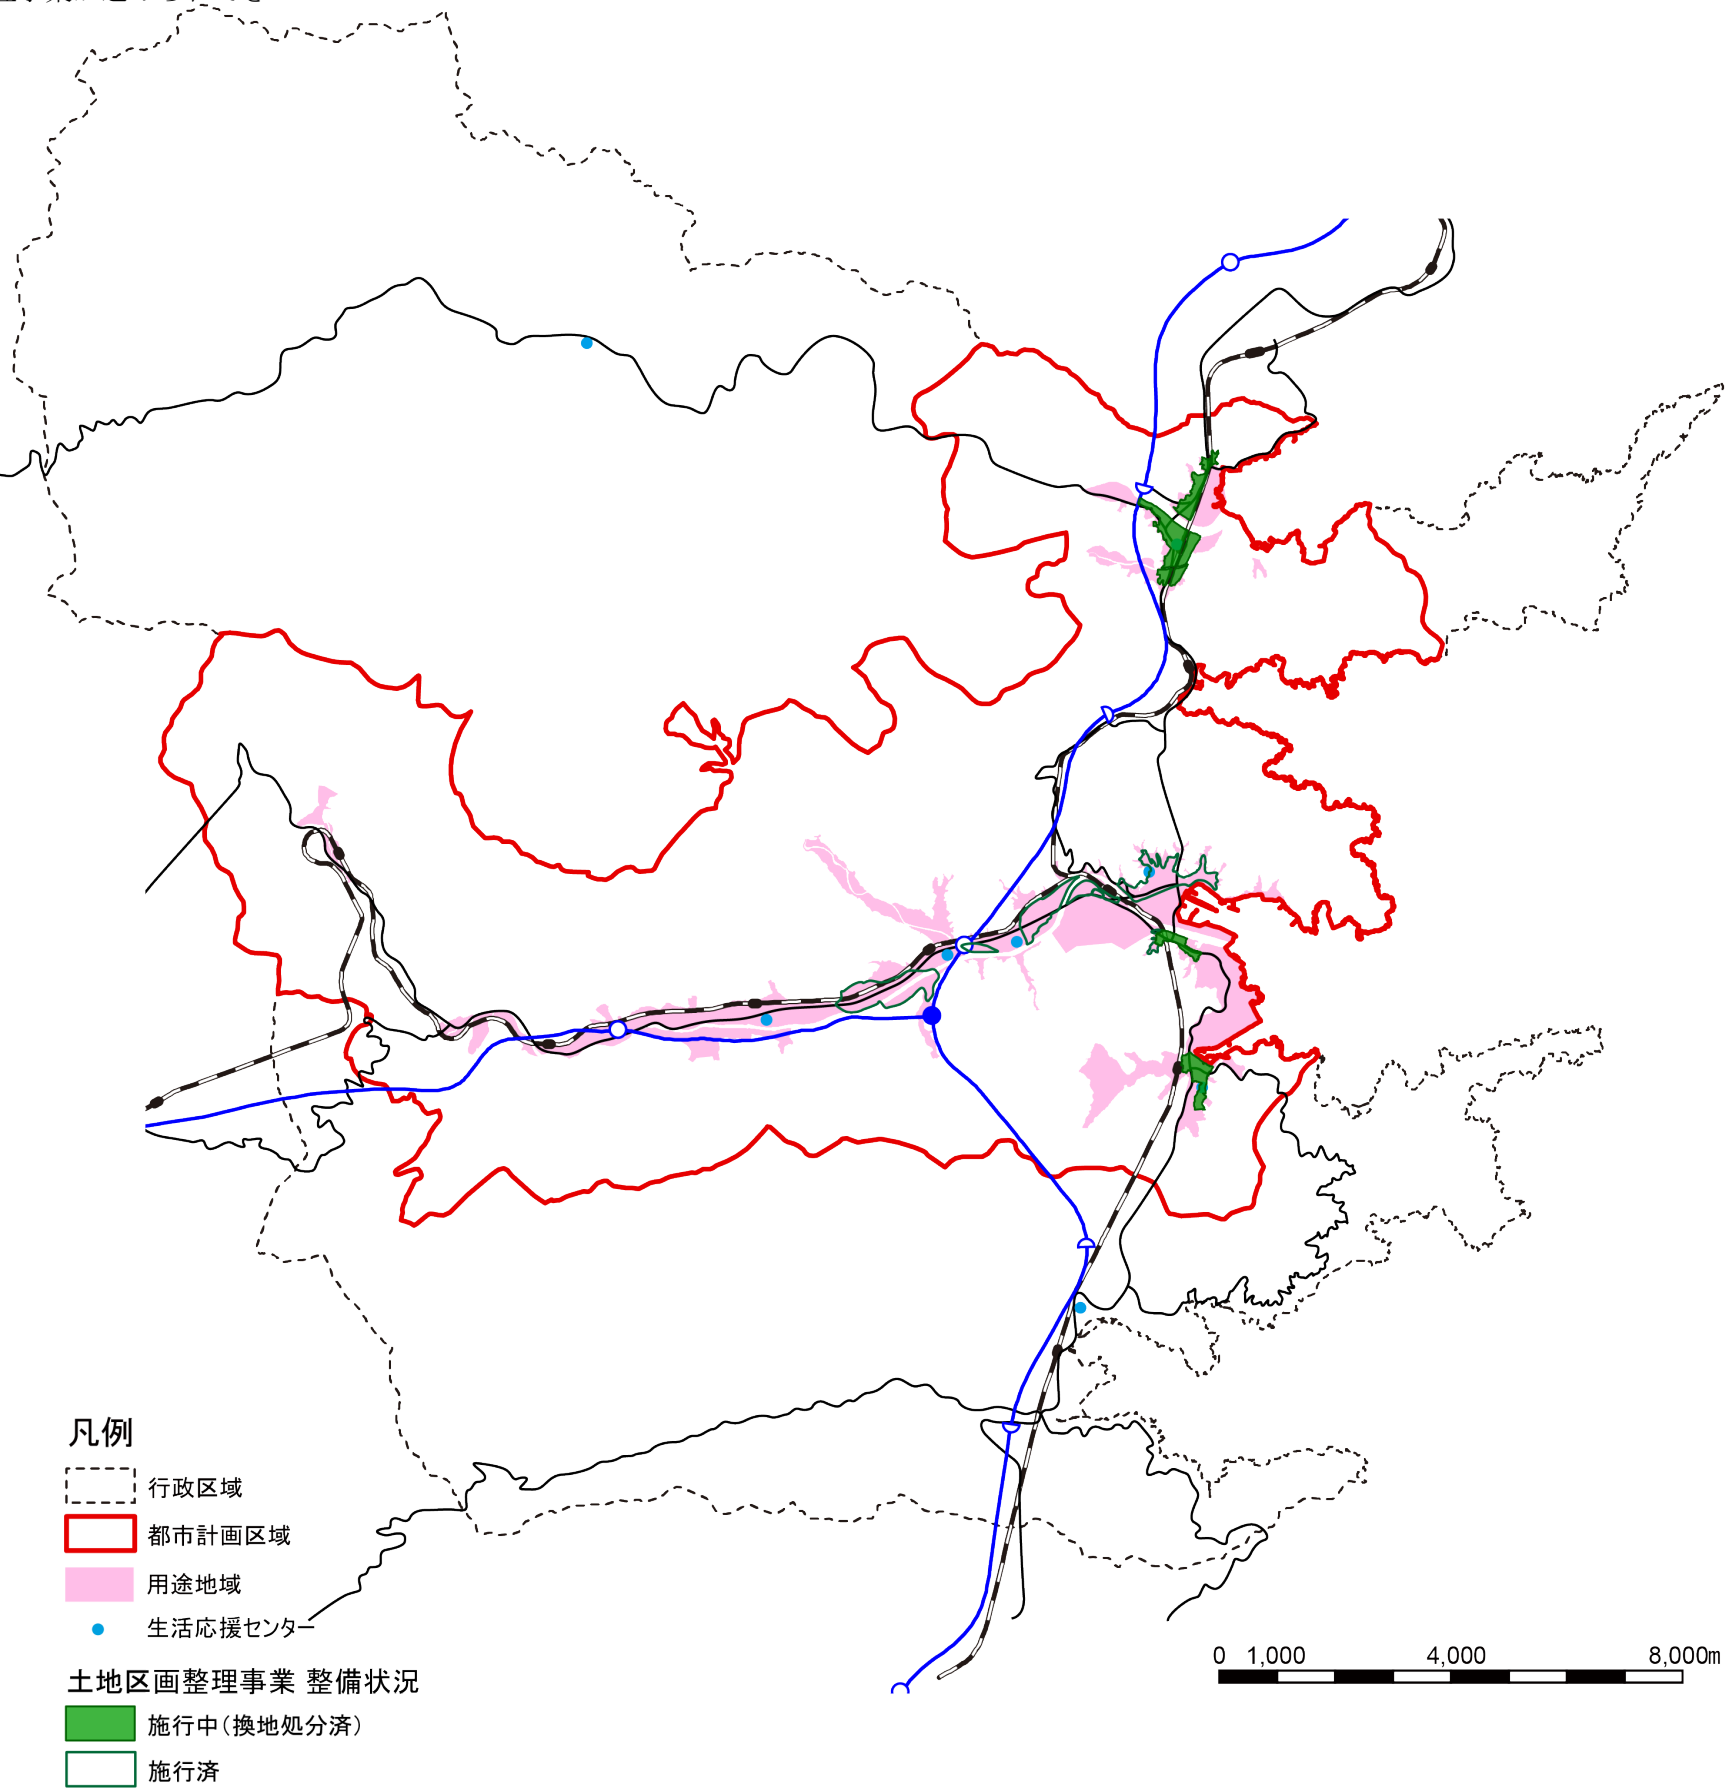 凡例
行政区域
都市計画区域
用途地域
生活応援センター
土地区画整理事業 整備状況
施行中(換地処分済)
施行済
0 1,000 4,000 8,000m